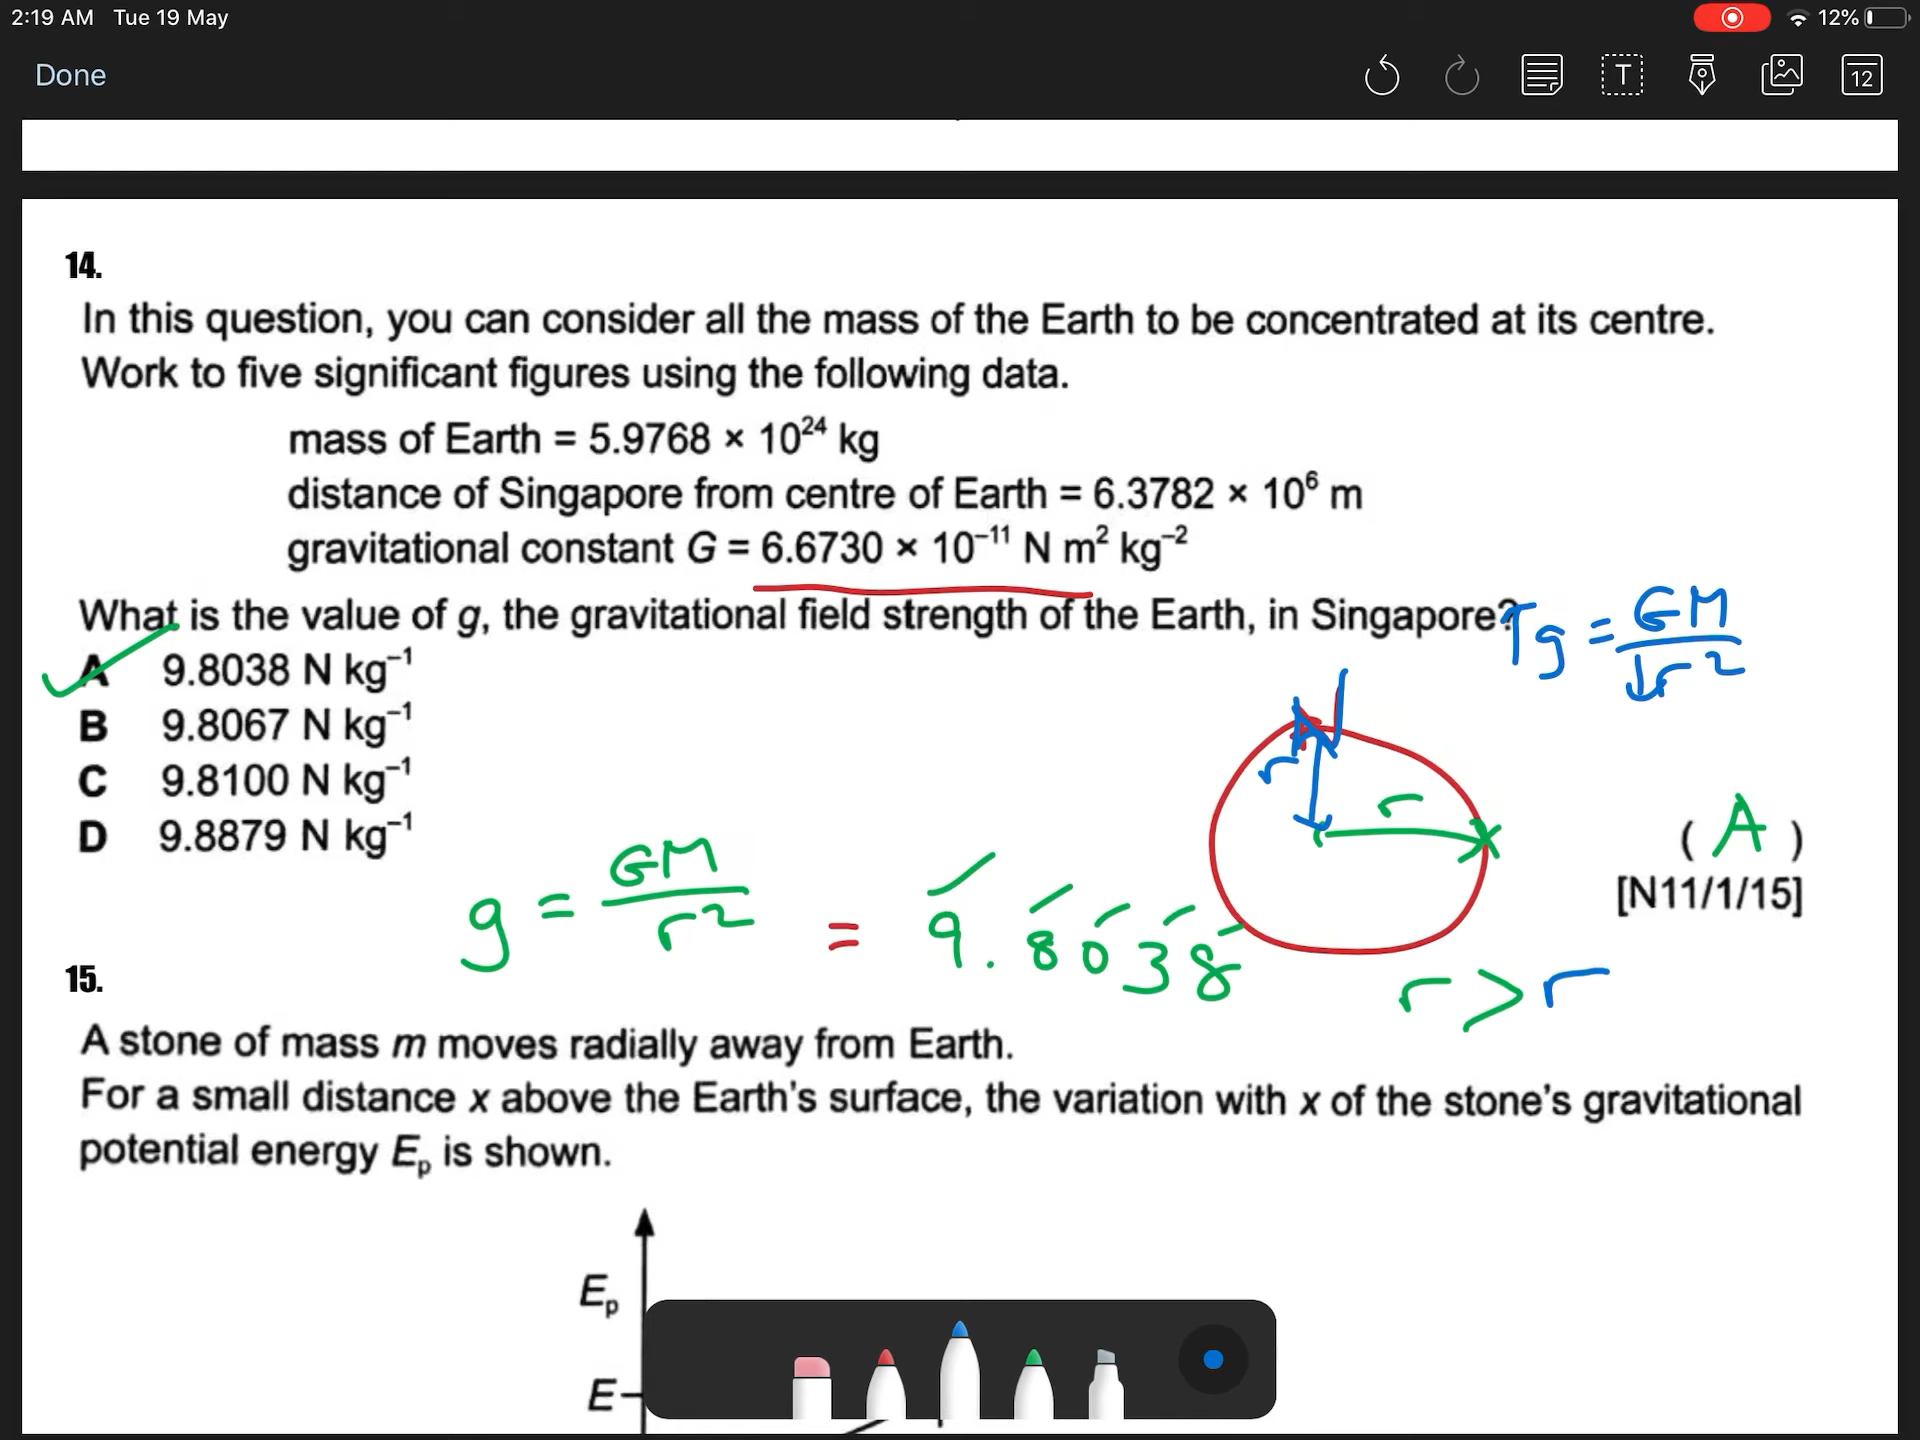 2:19 AM Tue 19 May 12%
Done T 12
14.
In this question, you can consider all the mass of the Earth to be concentrated at its centre.
Work to five significant figures using the following data.
mass of Earth = 5.9768 × 10²⁴ kg
distance of Singapore from centre of Earth = 6.3782 × 10⁶ m
gravitational constant G = 6.6730 × 10⁻¹¹ N m² kg⁻²
What is the value of g, the gravitational field strength of the Earth, in Singapore?
↑g = GM/↓r²
A 9.8038 N kg⁻¹
B 9.8067 N kg⁻¹
C 9.8100 N kg⁻¹
D 9.8879 N kg⁻¹
r
r
( A )
[N11/1/15]
g = GM/r² = 9.8038
r > r
15.
A stone of mass m moves radially away from Earth.
For a small distance x above the Earth's surface, the variation with x of the stone's gravitational
potential energy Eₚ is shown.
Eₚ
E